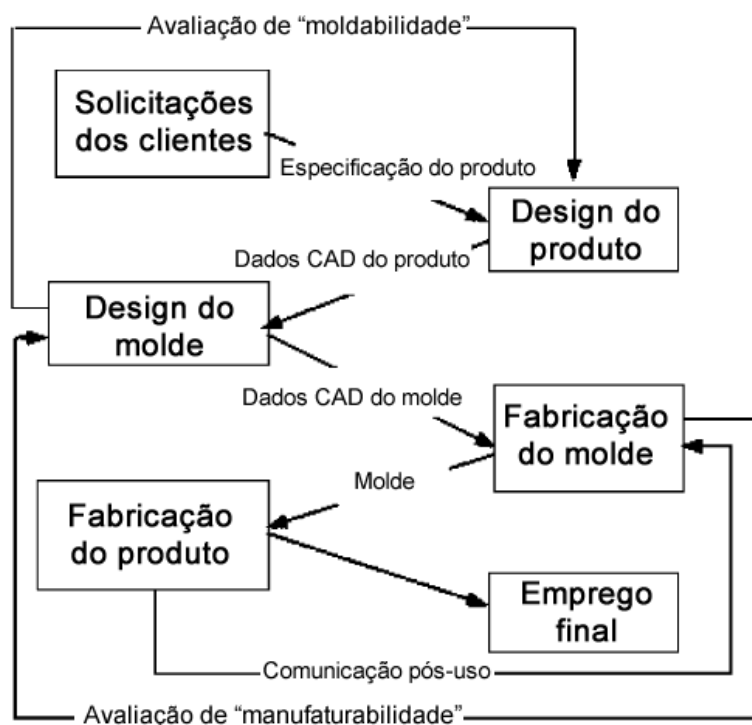 Avaliação de “moldabilidade”
Solicitações
dos clientes
Especificação do produto
Design do
produto
Dados CAD do produto
Design do
molde
Dados CAD do molde
Fabricação
do molde
Molde
Fabricação
do produto
Emprego
final
Comunicação pós-uso
Avaliação de “manufaturabilidade”